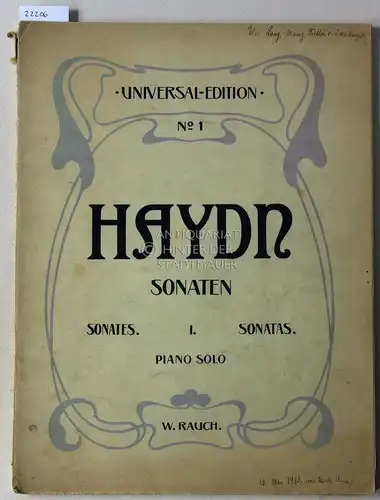 22206
·UNIVERSAL-EDITION·
Nº 1
HAYDN
ANTIQUARIAT
HINTER DER
STADTMAUER
SONATEN
SONATES. I. SONATAS.
PIANO SOLO
W. RAUCH.